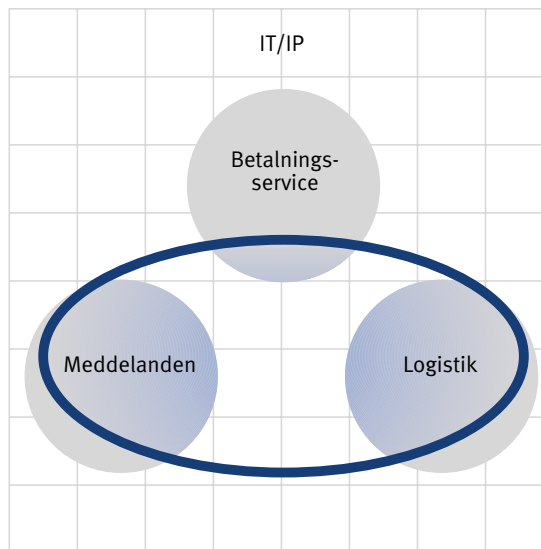 IT/IP
Betalnings-
service
Meddelanden
Logistik